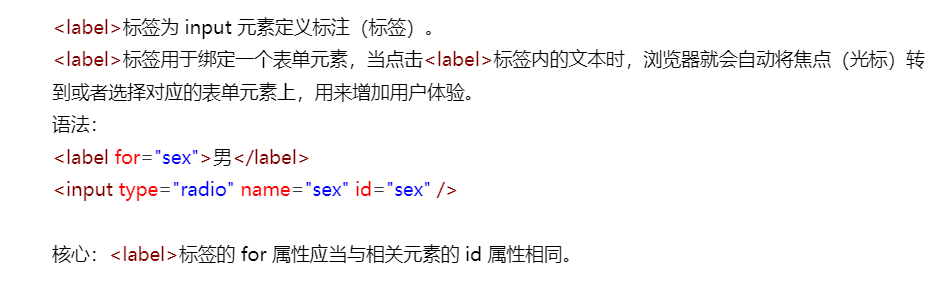 <label>标签为 input 元素定义标注（标签）。
<label>标签用于绑定一个表单元素，当点击<label>标签内的文本时，浏览器就会自动将焦点（光标）转
到或者选择对应的表单元素上，用来增加用户体验。
语法：
<label for="sex">男</label>
<input type="radio" name="sex" id="sex" />
核心：<label>标签的 for 属性应当与相关元素的 id 属性相同。